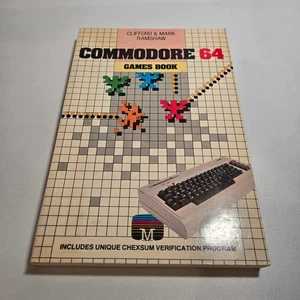 CLIFFORD & MARK
RAMSHAW
COMMODORE 64
GAMES BOOK
M
INCLUDES UNIQUE CHEXSUM VERIFICATION PROGRAM